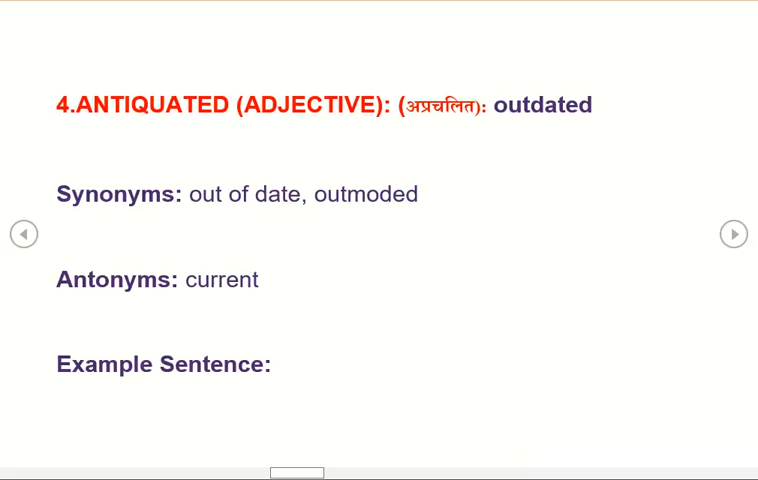 4.ANTIQUATED (ADJECTIVE): (अप्रचलित): outdated
Synonyms: out of date, outmoded
Antonyms: current
Example Sentence: